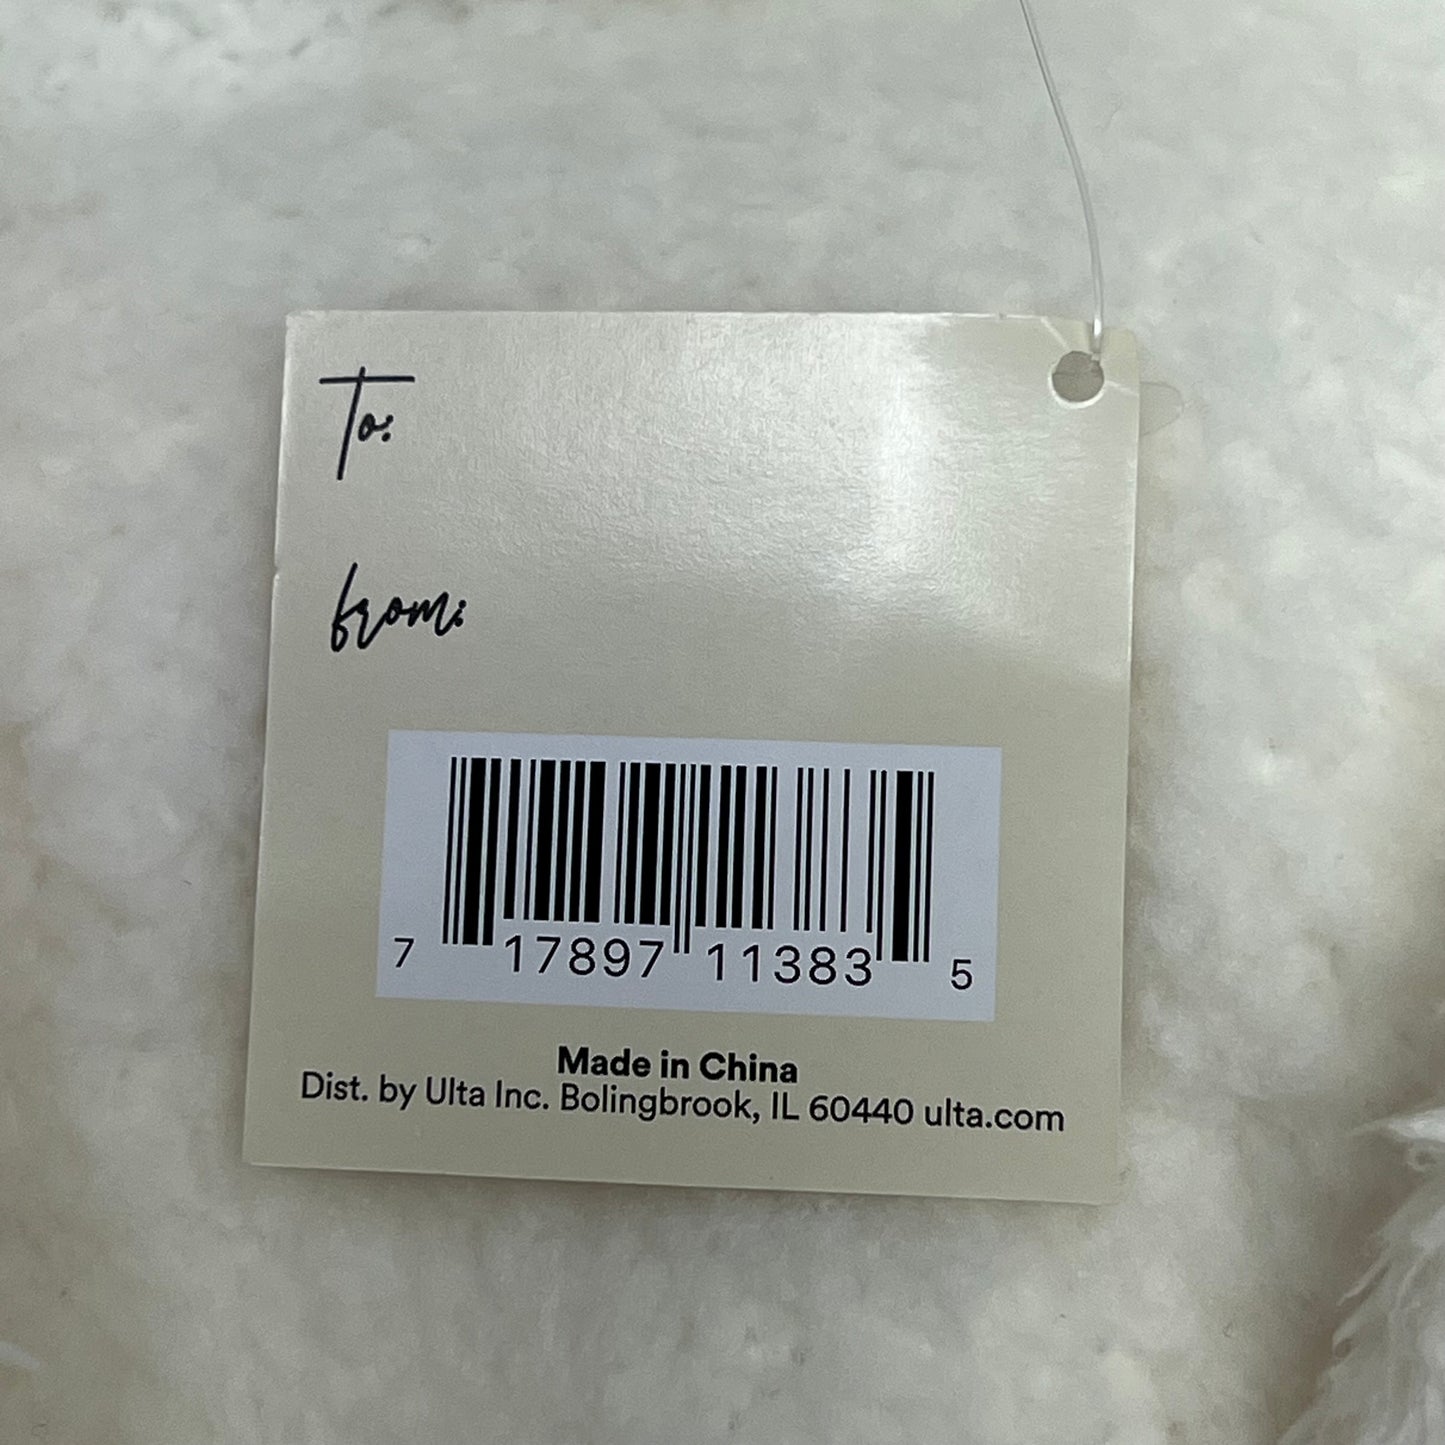 To:
from:
7 17897 11383 5
Made in China
Dist. by Ulta Inc. Bolingbrook, IL 60440 ulta.com